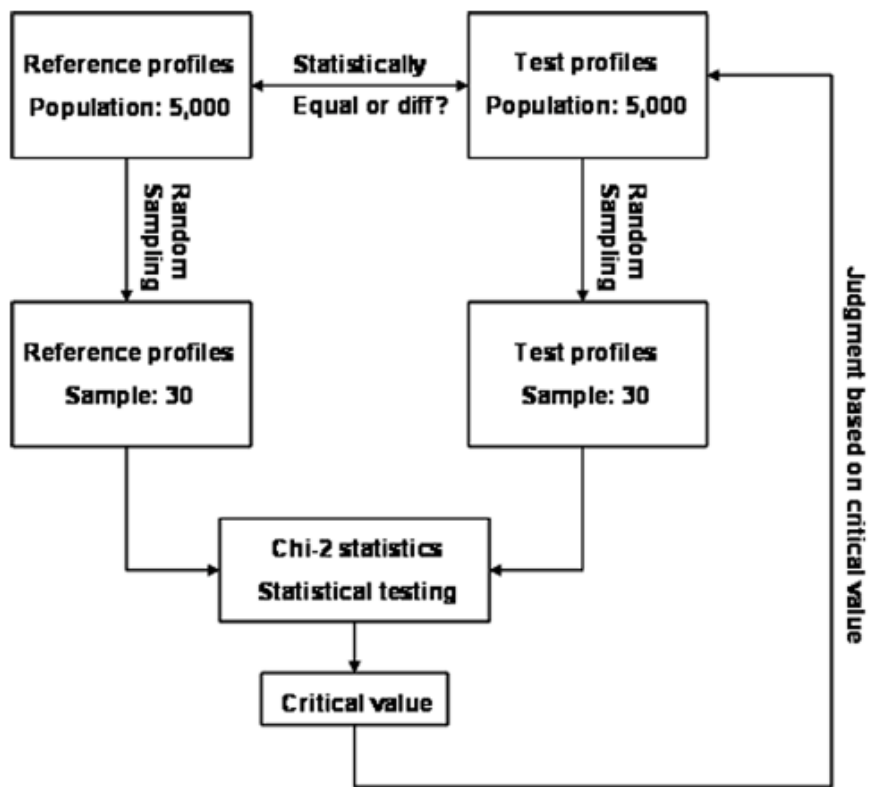 Reference profiles
Population: 5,000
Statistically
Equal or diff?
Test profiles
Population: 5,000
Random
Sampling
Random
Sampling
Reference profiles
Sample: 30
Test profiles
Sample: 30
Judgment based on critical value
Chi-2 statistics
Statistical testing
Critical value